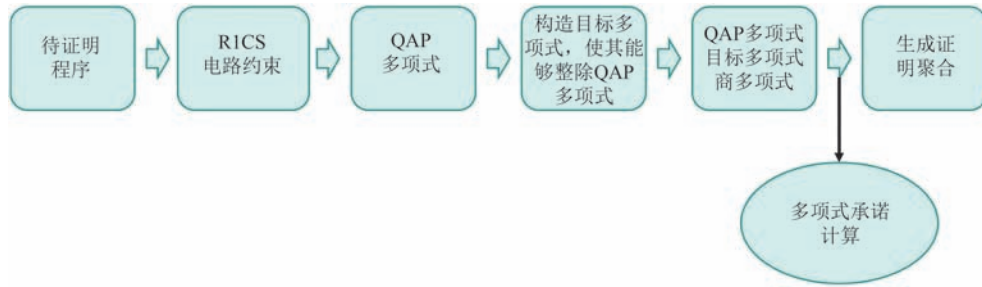 待证明
程序
R1CS
电路约束
QAP
多项式
构造目标多
项式，使其能
够整除QAP
多项式
QAP多项式
目标多项式
商多项式
生成证
明聚合
多项式承诺
计算